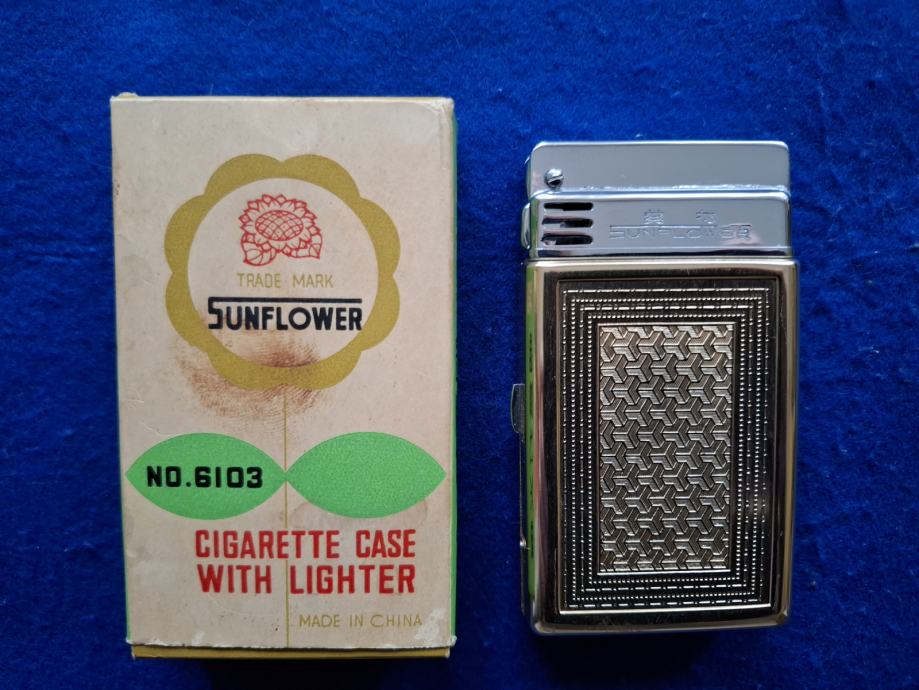 TRADE MARK
SUNFLOWER
NO.6103
CIGARETTE CASE
WITH LIGHTER
MADE IN CHINA
SUNFLOWER